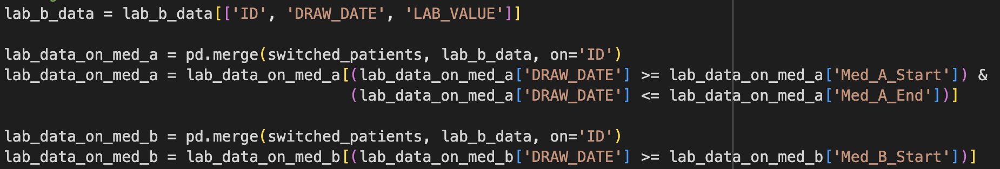 lab_b_data = lab_b_data[['ID', 'DRAW_DATE', 'LAB_VALUE']]
lab_data_on_med_a = pd.merge(switched_patients, lab_b_data, on='ID')
lab_data_on_med_a = lab_data_on_med_a[(lab_data_on_med_a['DRAW_DATE'] >= lab_data_on_med_a['Med_A_Start']) &
(lab_data_on_med_a['DRAW_DATE'] <= lab_data_on_med_a['Med_A_End'])]
lab_data_on_med_b = pd.merge(switched_patients, lab_b_data, on='ID')
lab_data_on_med_b = lab_data_on_med_b[(lab_data_on_med_b['DRAW_DATE'] >= lab_data_on_med_b['Med_B_Start'])]